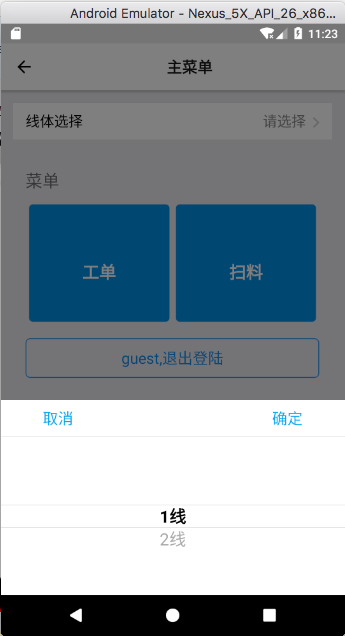 Android Emulator - Nexus_5X_API_26_x86...
11:23
主菜单
线体选择 请选择
菜单
工单 扫料
guest,退出登陆
取消 确定
1线
2线